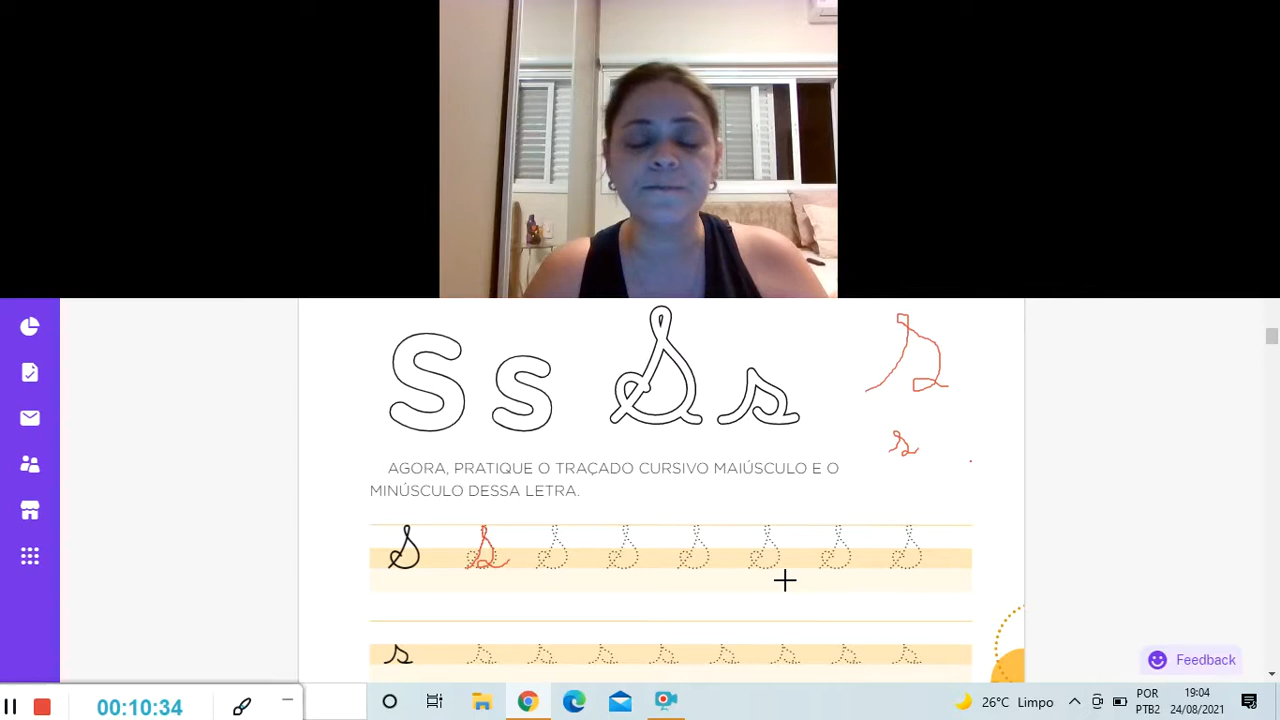 S s S s S
s
AGORA, PRATIQUE O TRAÇADO CURSIVO MAIÚSCULO E O
MINÚSCULO DESSA LETRA.
S S S S S S S S
s s s s s s s s s
Feedback
00:10:34
26°C Limpo
POR
PTB2
19:04
24/08/2021